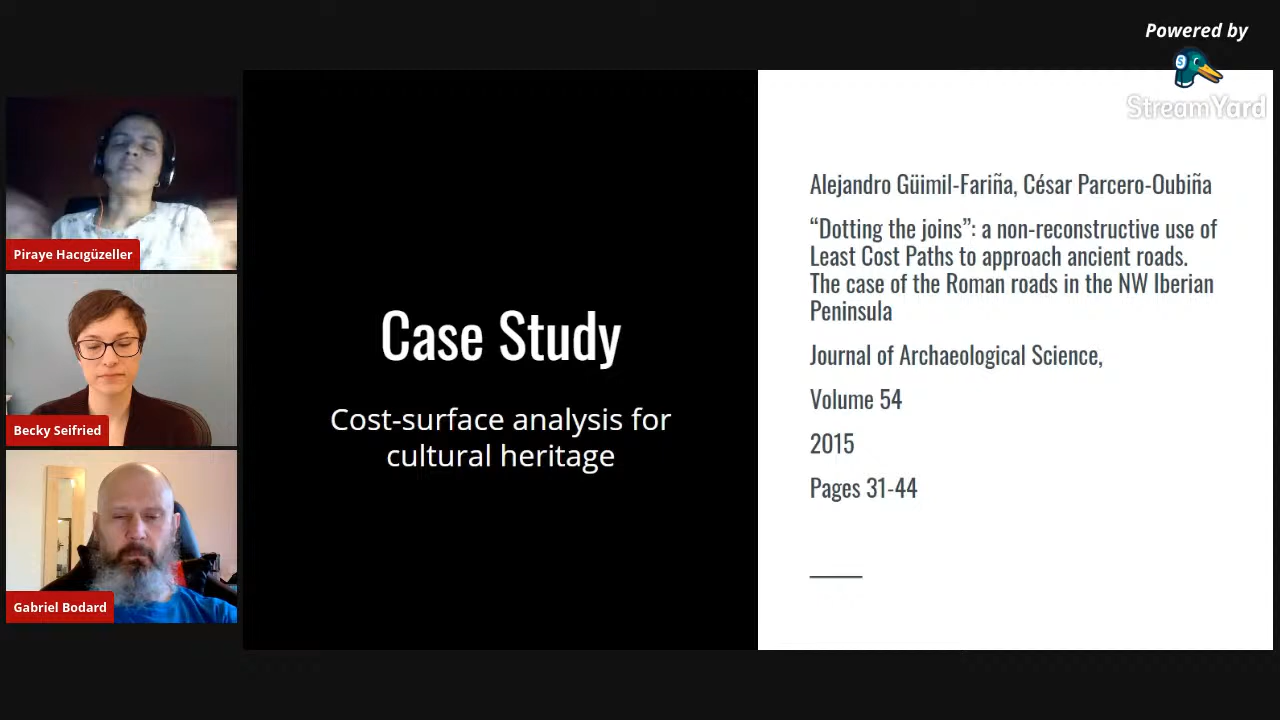 Powered by
StreamYard
Piraye Hacıgüzeller
Becky Seifried
Gabriel Bodard
Case Study
Cost-surface analysis for
cultural heritage
Alejandro Güimil-Fariña, César Parcero-Oubiña
“Dotting the joins”: a non-reconstructive use of
Least Cost Paths to approach ancient roads.
The case of the Roman roads in the NW Iberian
Peninsula
Journal of Archaeological Science,
Volume 54
2015
Pages 31-44